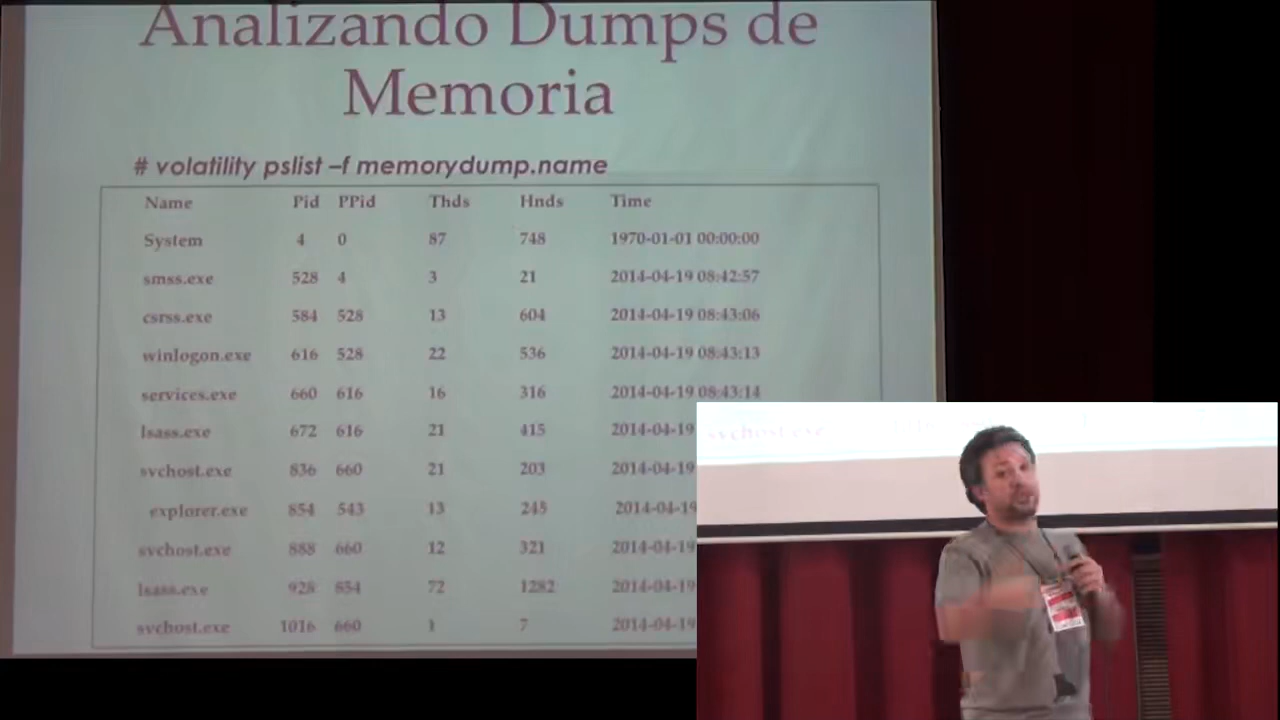 Analizando Dumps de
Memoria
# volatility pslist –f memorydump.name
Name Pid PPid Thds Hnds Time
System 4 0 87 748 1970-01-01 00:00:00
smss.exe 528 4 3 21 2014-04-19 08:42:57
csrss.exe 584 528 13 604 2014-04-19 08:43:06
winlogon.exe 616 528 22 536 2014-04-19 08:43:13
services.exe 660 616 16 316 2014-04-19 08:43:14
lsass.exe 672 616 21 415 2014-04-19
svchost.exe 836 660 21 203 2014-04-19
explorer.exe 854 543 13 245 2014-04-19
svchost.exe 888 660 12 321 2014-04-19
lsass.exe 928 854 72 1282 2014-04-19
svchost.exe 1016 660 1 7 2014-04-19
svchost.exe